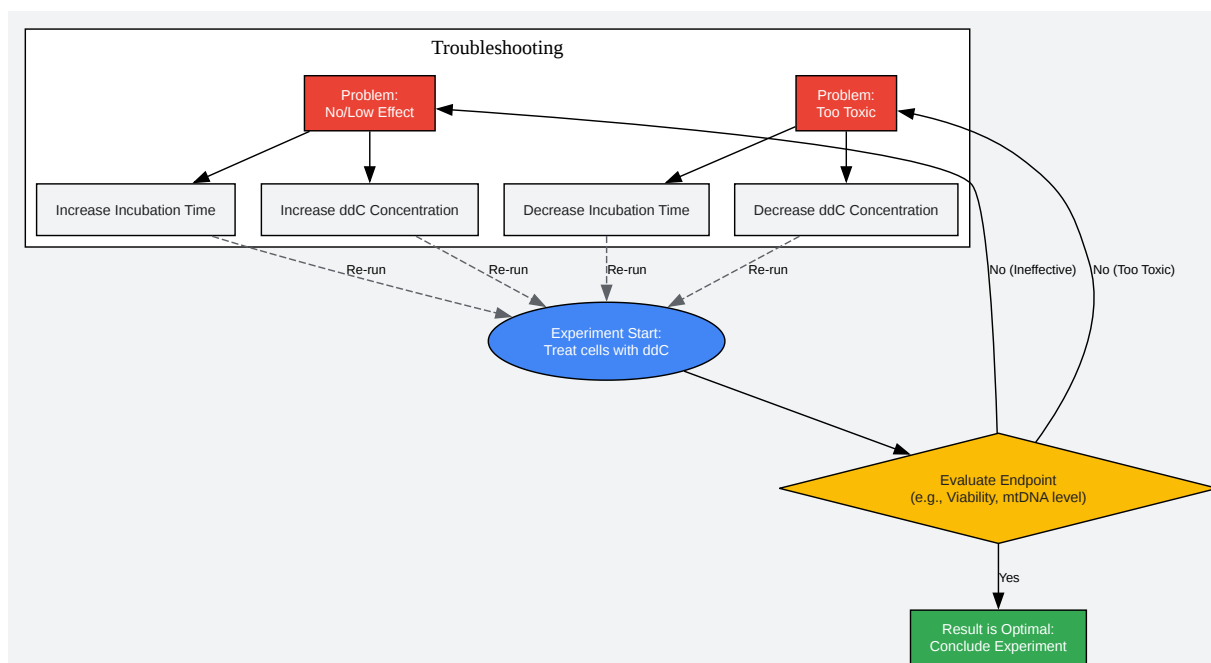 Troubleshooting
Problem:
No/Low Effect
Problem:
Too Toxic
Increase Incubation Time
Increase ddC Concentration
Decrease Incubation Time
Decrease ddC Concentration
Re-run
Re-run
Re-run
Re-run
No (Ineffective)
No (Too Toxic)
Experiment Start:
Treat cells with ddC
Evaluate Endpoint
(e.g., Viability, mtDNA level)
Yes
Result is Optimal:
Conclude Experiment